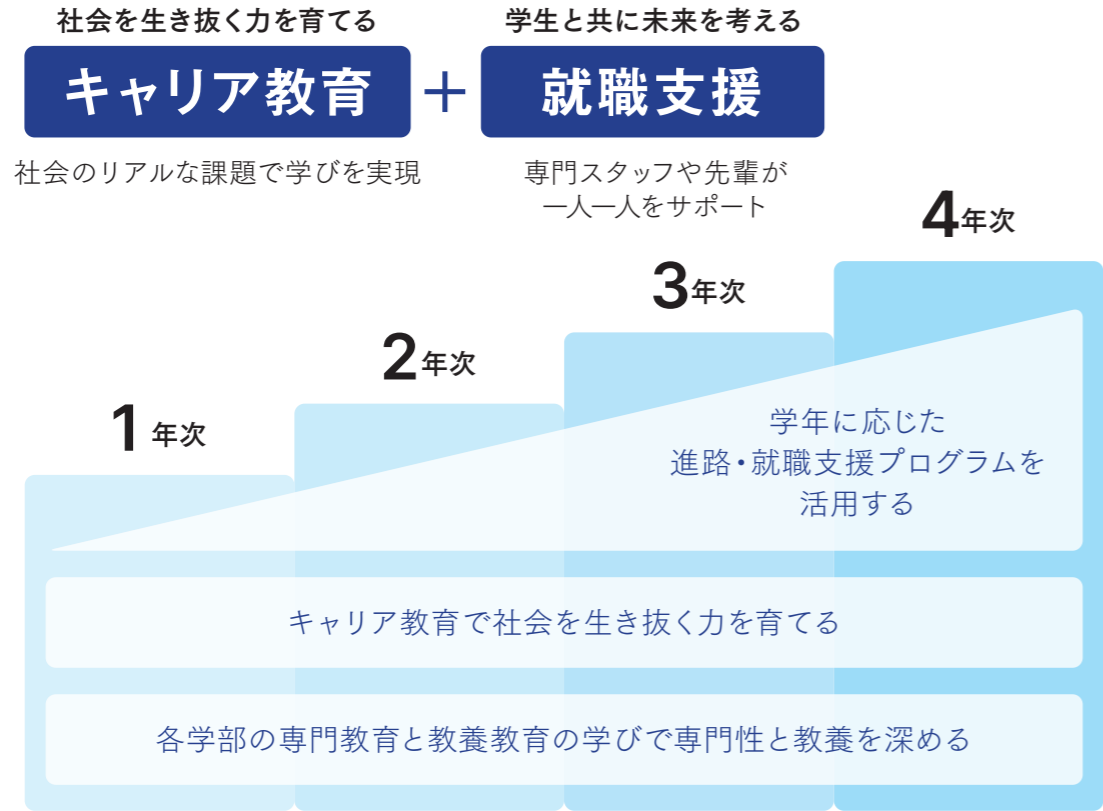 社会を生き抜く力を育てる
キャリア教育
社会のリアルな課題で学びを実現
+
学生と共に未来を考える
就職支援
専門スタッフや先輩が
一人一人をサポート
1年次
2年次
3年次
4年次
学年に応じた
進路・就職支援プログラムを
活用する
キャリア教育で社会を生き抜く力を育てる
各学部の専門教育と教養教育の学びで専門性と教養を深める